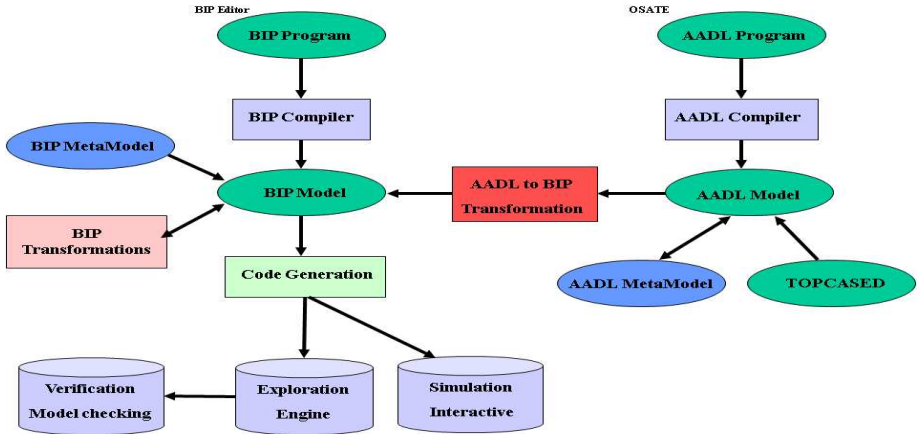 BIP Editor
OSATE
BIP Program
AADL Program
BIP Compiler
AADL Compiler
BIP MetaModel
BIP Model
AADL to BIP
Transformation
AADL Model
BIP
Transformations
Code Generation
AADL MetaModel
TOPCASED
Verification
Model checking
Exploration
Engine
Simulation
Interactive